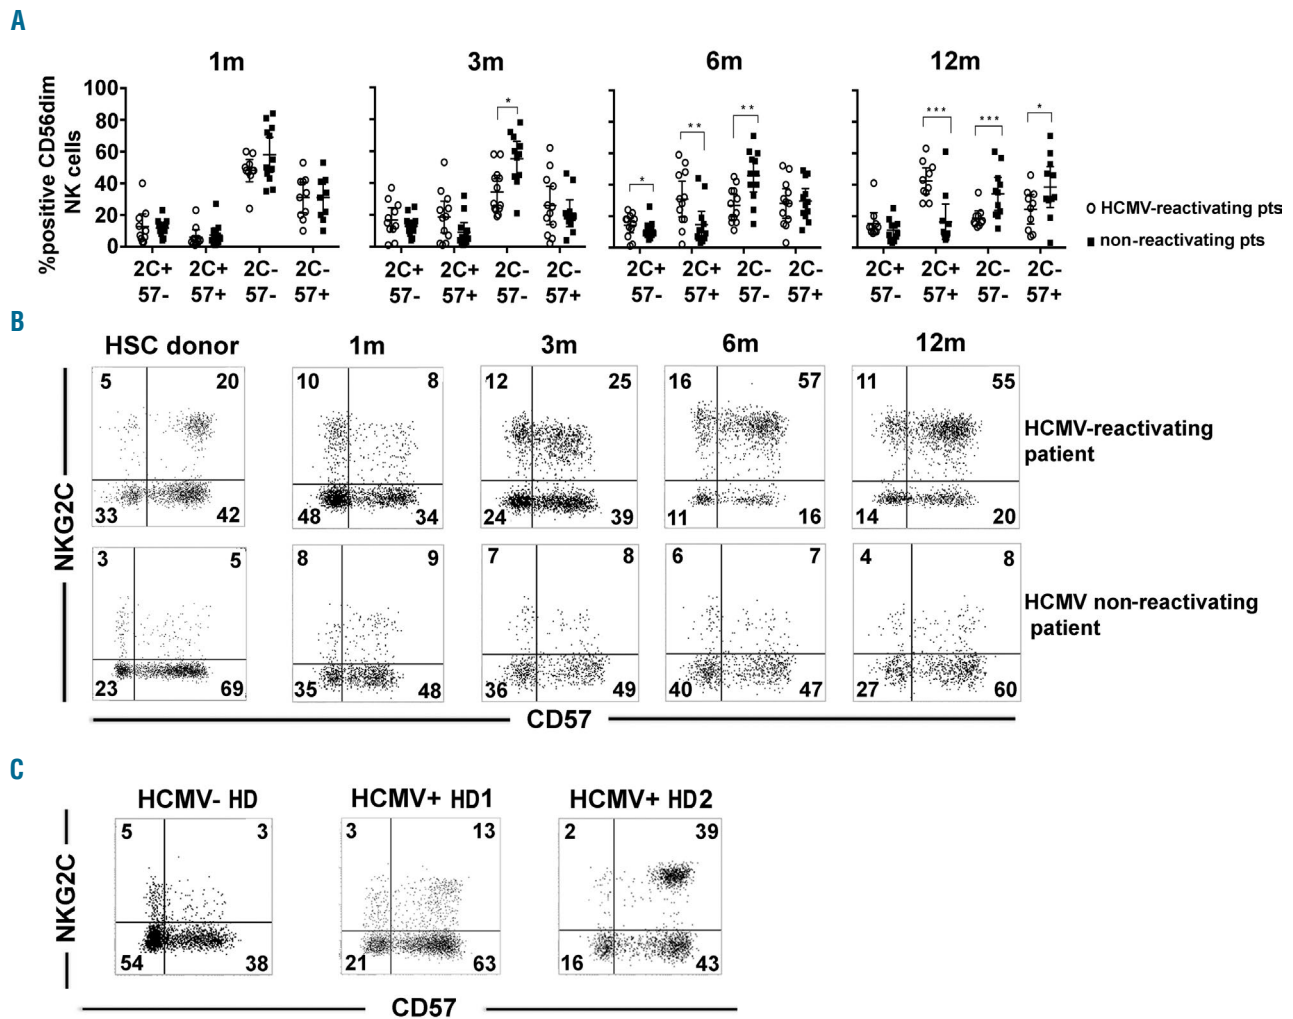 A
1m 3m 6m 12m
%positive CD56dim
NK cells
100
80
60
40
20
0
* * ** ** *** *** *
HCMV-reactivating pts
non-reactivating pts
2C+ 2C+ 2C- 2C- 2C+ 2C+ 2C- 2C- 2C+ 2C+ 2C- 2C- 2C+ 2C+ 2C- 2C-
57- 57+ 57- 57+ 57- 57+ 57- 57+ 57- 57+ 57- 57+ 57- 57+ 57- 57+
B
HSC donor 1m 3m 6m 12m
5 20 10 8 12 25 16 57 11 55
HCMV-reactivating
patient
33 42 48 34 24 39 11 16 14 20
NKG2C
3 5 8 9 7 8 6 7 4 8
HCMV non-reactivating
patient
23 69 35 48 36 49 40 47 27 60
CD57
C
HCMV- HD HCMV+ HD1 HCMV+ HD2
5 3 3 13 2 39
NKG2C
54 38 21 63 16 43
CD57